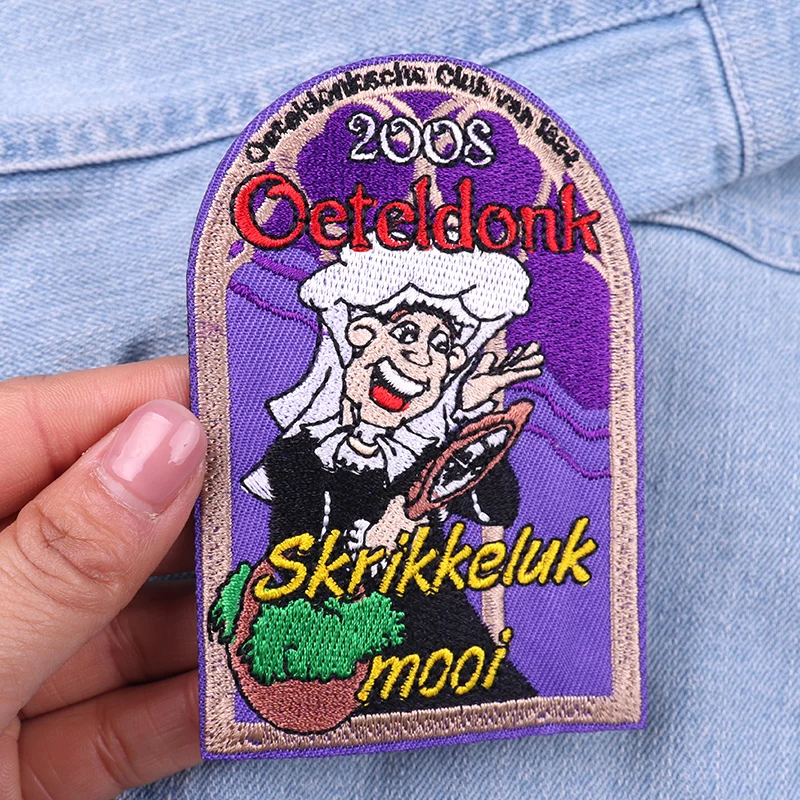 Oeteldonksche Club van 1882
2008
Oeteldonk
Skrikkeluk
mooi